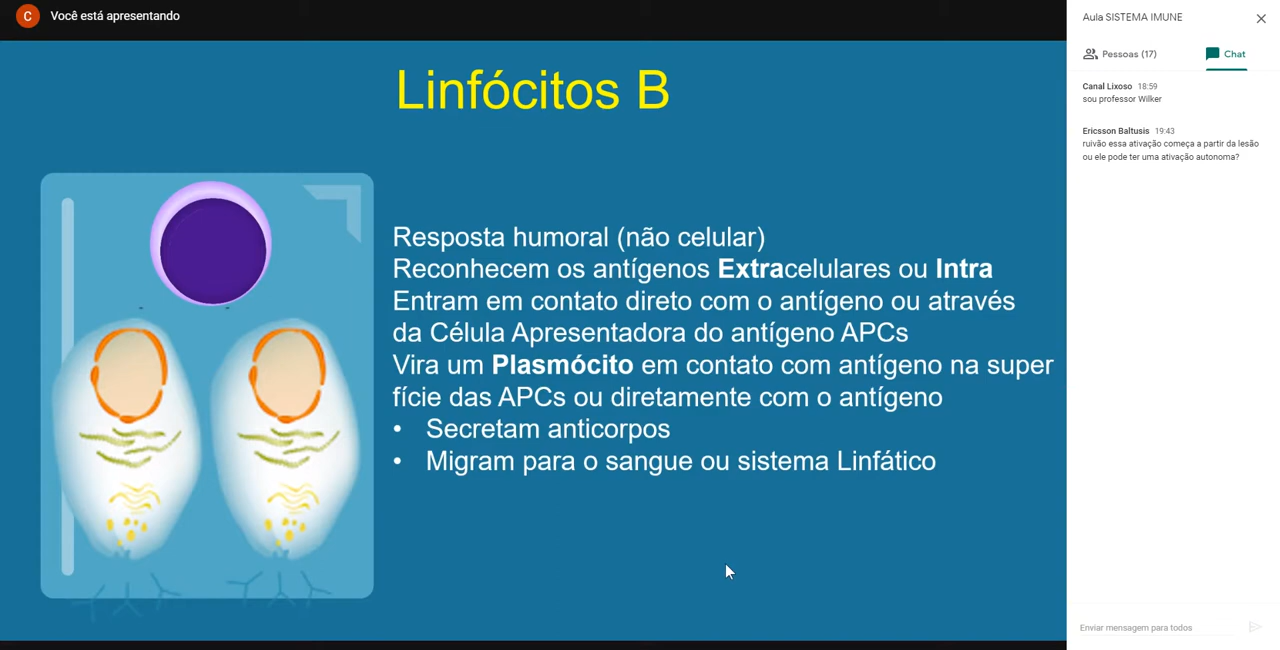 C Você está apresentando
Linfócitos B
Resposta humoral (não celular)
Reconhecem os antígenos Extracelulares ou Intra
Entram em contato direto com o antígeno ou através
da Célula Apresentadora do antígeno APCs
Vira um Plasmócito em contato com antígeno na super
fície das APCs ou diretamente com o antígeno
• Secretam anticorpos
• Migram para o sangue ou sistema Linfático
Aula SISTEMA IMUNE
Pessoas (17) Chat
Canal Lixoso 18:59
sou professor Wilker
Ericsson Baltusis 19:43
ruivão essa ativação começa a partir da lesão
ou ele pode ter uma ativação autonoma?
Enviar mensagem para todos